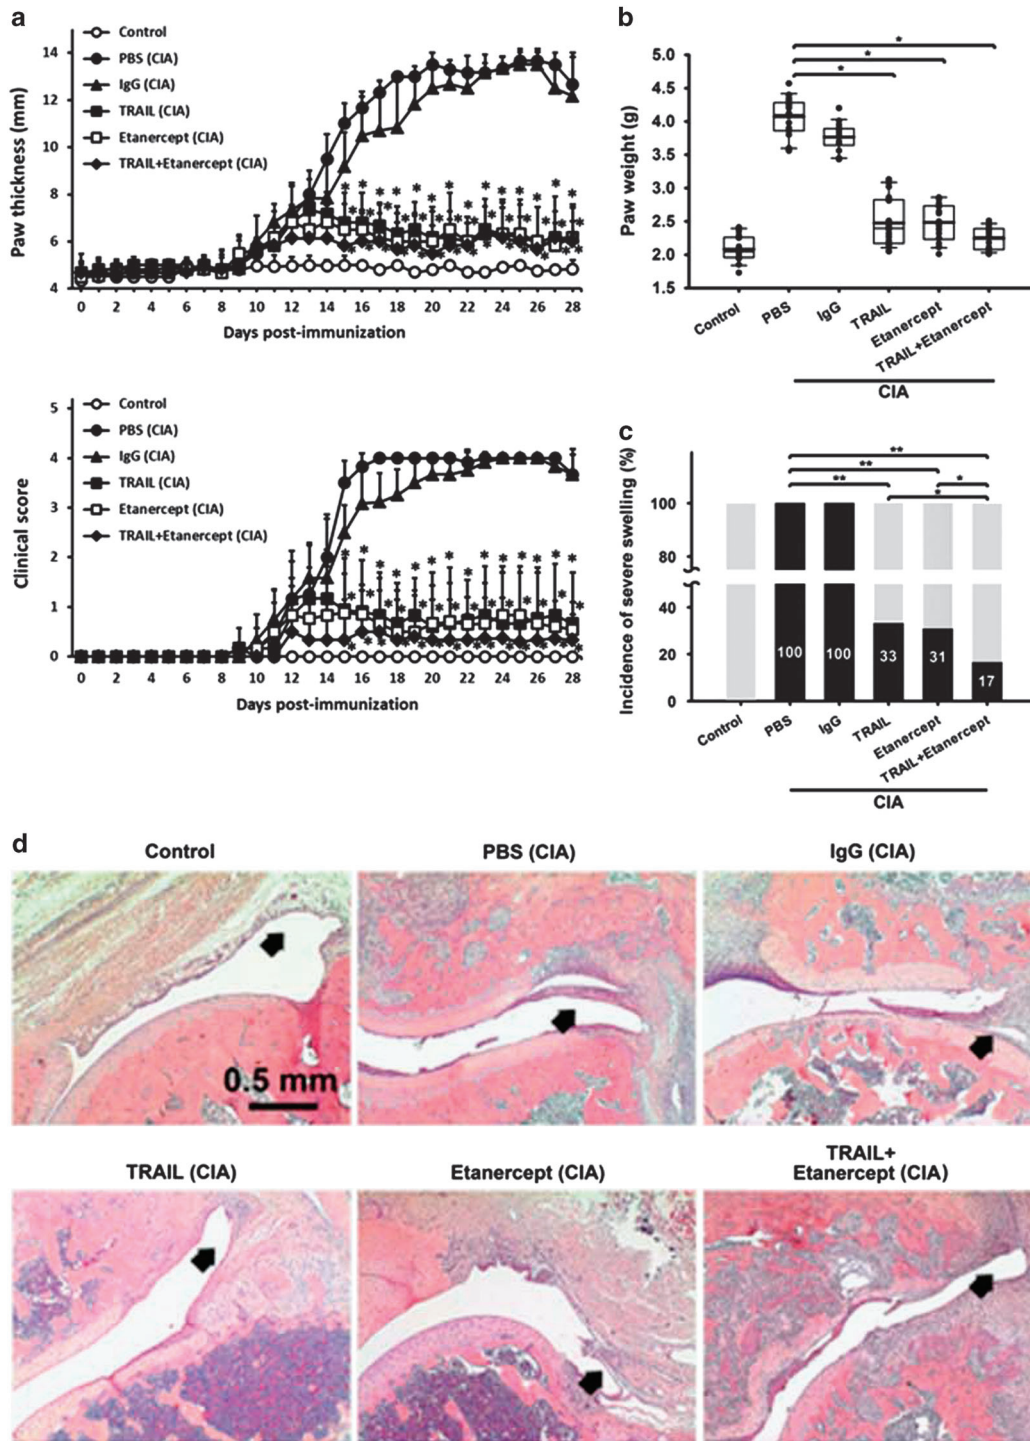 a
Paw thickness (mm)
14
12
10
8
6
4
Control
PBS (CIA)
IgG (CIA)
TRAIL (CIA)
Etanercept (CIA)
TRAIL+Etanercept (CIA)
0 2 4 6 8 10 12 14 16 18 20 22 24 26 28
Days post-immunization
Clinical score
5
4
3
2
1
0
Control
PBS (CIA)
IgG (CIA)
TRAIL (CIA)
Etanercept (CIA)
TRAIL+Etanercept (CIA)
0 2 4 6 8 10 12 14 16 18 20 22 24 26 28
Days post-immunization
b
Paw weight (g)
5.0
4.5
4.0
3.5
3.0
2.5
2.0
1.5
*
*
*
Control
PBS
IgG
TRAIL
Etanercept
TRAIL+Etanercept
CIA
c
Incidence of severe swelling (%)
100
80
40
20
0
**
**
*
**
*
100
100
33
31
17
Control
PBS
IgG
TRAIL
Etanercept
TRAIL+Etanercept
CIA
d
Control
PBS (CIA)
IgG (CIA)
0.5 mm
TRAIL (CIA)
Etanercept (CIA)
TRAIL+
Etanercept (CIA)